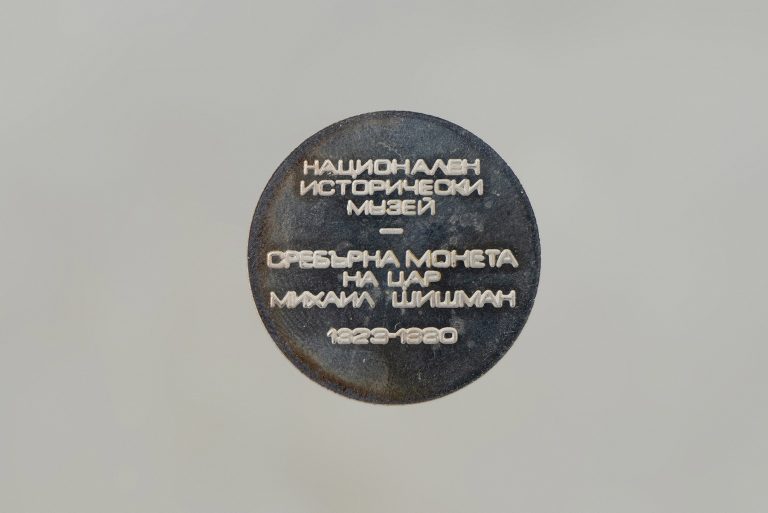 НАЦИОНАЛЕН
ИСТОРИЧЕСКИ
МУЗЕЙ
—
СРЕБЪРНА МОНЕТА
НА ЦАР
МИХАИЛ ШИШМАН
1323-1330